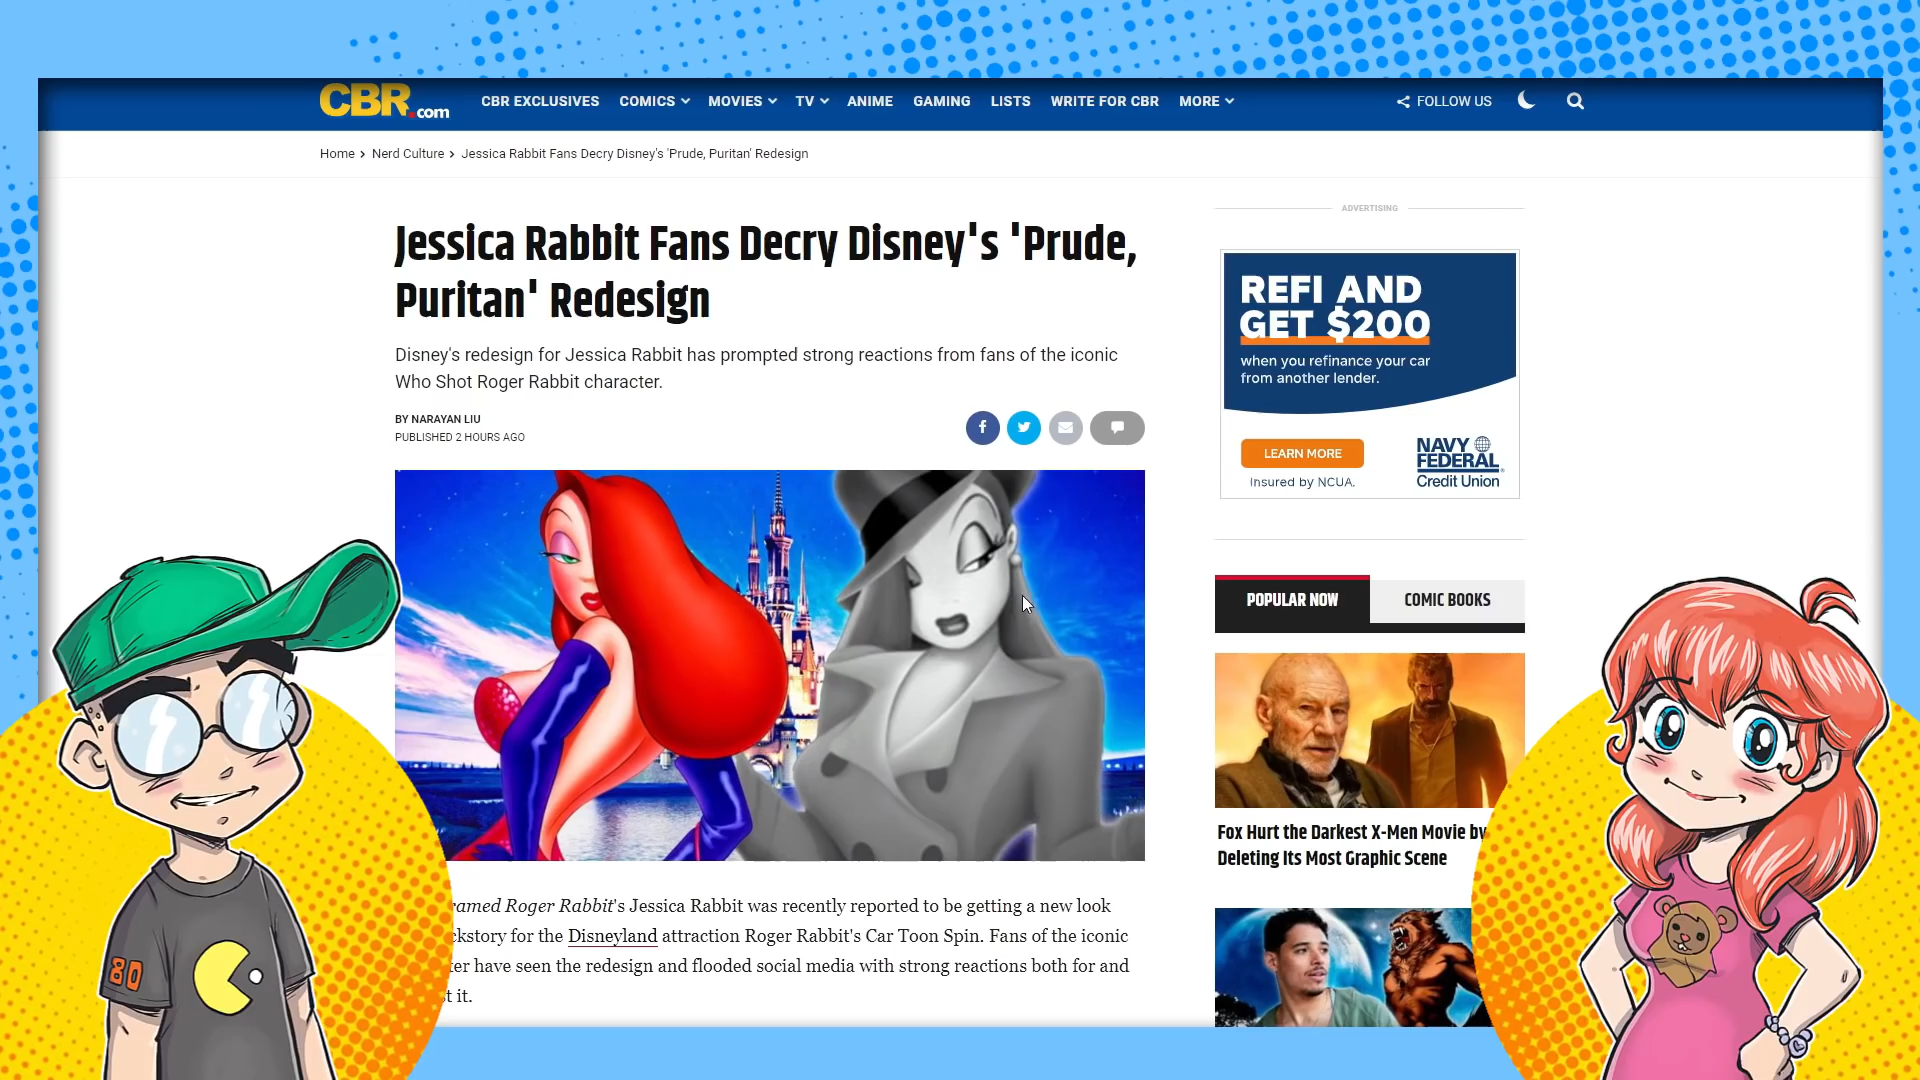 CBR.com
CBR EXCLUSIVES COMICS MOVIES TV ANIME GAMING LISTS WRITE FOR CBR MORE FOLLOW US
Home > Nerd Culture > Jessica Rabbit Fans Decry Disney's 'Prude, Puritan' Redesign
ADVERTISING
Jessica Rabbit Fans Decry Disney's 'Prude,
Puritan' Redesign
Disney's redesign for Jessica Rabbit has prompted strong reactions from fans of the iconic
Who Shot Roger Rabbit character.
BY NARAYAN LIU
PUBLISHED 2 HOURS AGO
REFI AND
GET $200
when you refinance your car
from another lender.
LEARN MORE
Insured by NCUA.
NAVY
FEDERAL
Credit Union
POPULAR NOW COMIC BOOKS
Fox Hurt the Darkest X-Men Movie by
Deleting Its Most Graphic Scene
ramed Roger Rabbit's Jessica Rabbit was recently reported to be getting a new look
ckstory for the Disneyland attraction Roger Rabbit's Car Toon Spin. Fans of the iconic
ter have seen the redesign and flooded social media with strong reactions both for and
t it.
80